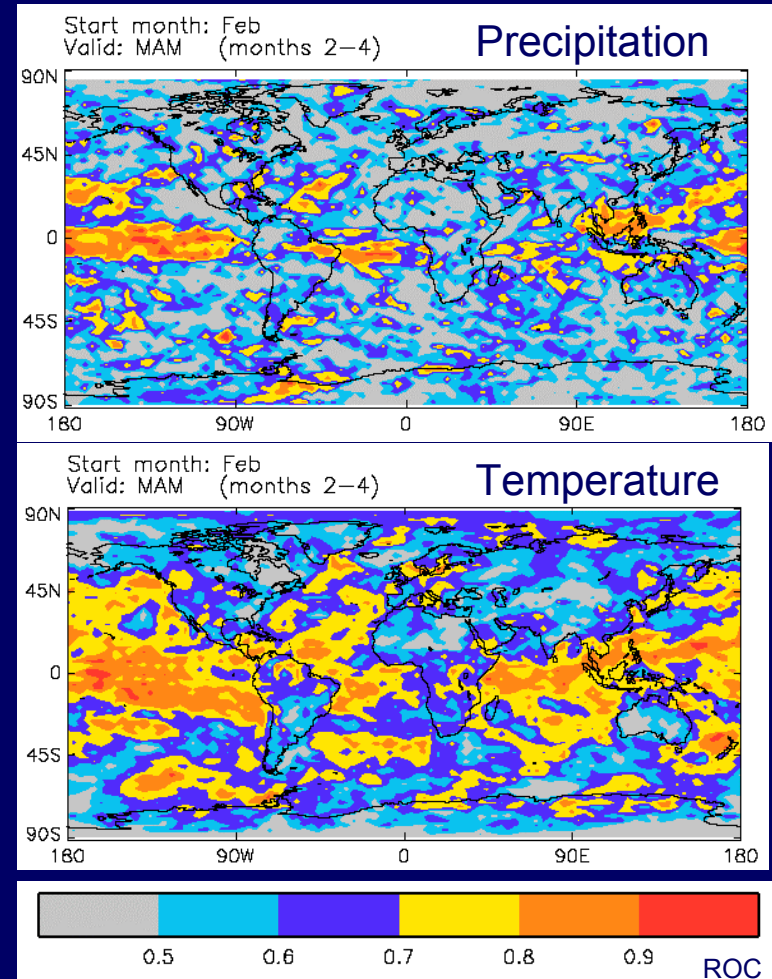 Start month: Feb
Valid: MAM (months 2–4)
Precipitation
90N
45N
0
45S
90S
180 90W 0 90E 180
Start month: Feb
Valid: MAM (months 2–4)
Temperature
90N
45N
0
45S
90S
180 90W 0 90E 180
0.5 0.6 0.7 0.8 0.9
ROC